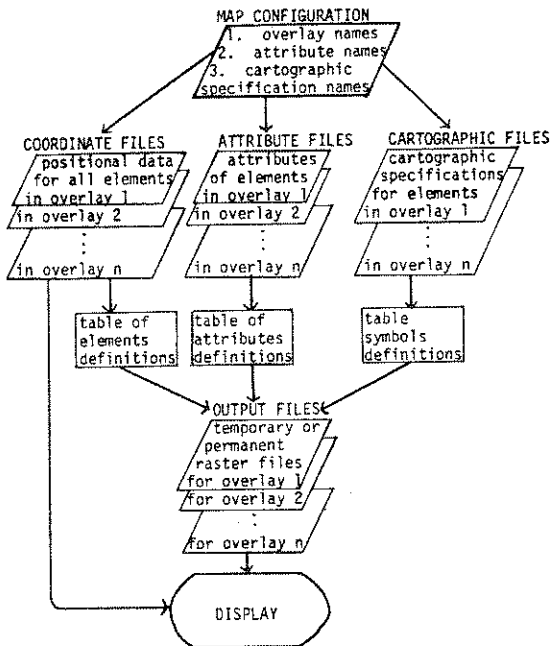 MAP CONFIGURATION
1. overlay names
2. attribute names
3. cartographic
specification names
COORDINATE FILES
positional data
for all elements
in overlay 1
in overlay 2
⋮
in overlay n
ATTRIBUTE FILES
attributes
of elements
in overlay 1
in overlay 2
⋮
in overlay n
CARTOGRAPHIC FILES
cartographic
specifications
for elements
in overlay 1
⋮
in overlay n
table of
elements
definitions
table of
attributes
definitions
table
symbols
definitions
OUTPUT FILES
temporary or
permanent
raster files
for overlay 1
for overlay 2
⋮
for overlay n
DISPLAY